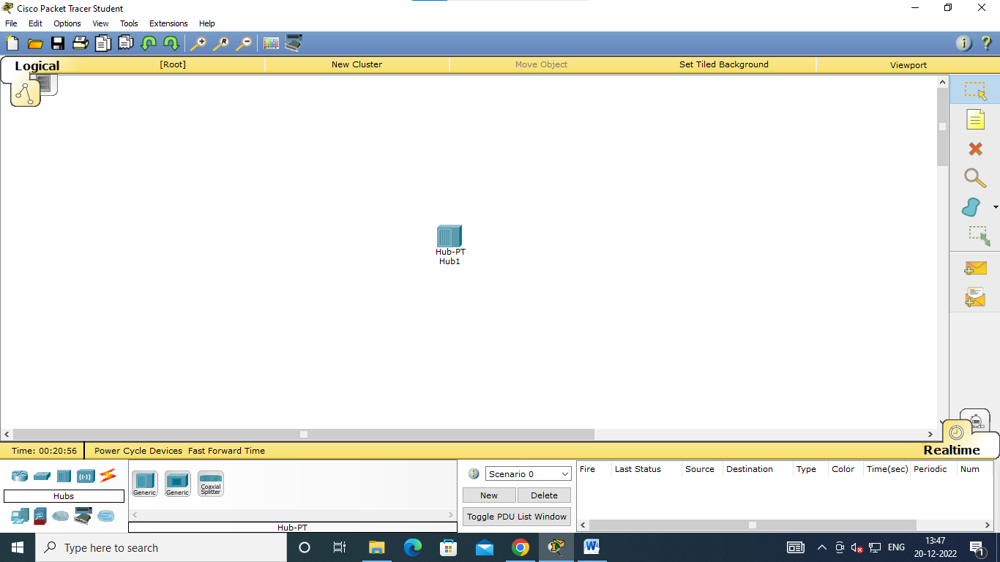 Cisco Packet Tracer Student
File Edit Options View Tools Extensions Help
Logical [Root] New Cluster Move Object Set Tiled Background Viewport
Hub-PT
Hub1
Time: 00:20:56 Power Cycle Devices Fast Forward Time Realtime
Hubs
Generic Generic Coaxial Splitter
Hub-PT
Scenario 0
New Delete
Toggle PDU List Window
Fire Last Status Source Destination Type Color Time(sec) Periodic Num
Type here to search
ENG
13:47
20-12-2022
1